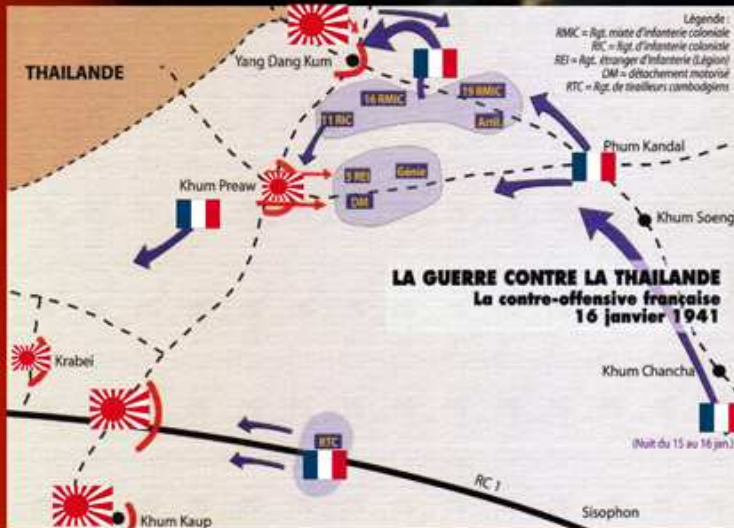 Légende :
RMIC = Rgt. mixte d'infanterie coloniale
RIC = Rgt. d'infanterie coloniale
REI = Rgt. étranger d'infanterie (Légion)
DM = détachement motorisé
RTC = Rgt. de tirailleurs cambodgiens
Yang Dang Kum
THAILANDE
19 RMIC
16 RMIC
11 RIC
Artil.
Phum Kandal
5 REI
Génie
Khum Preaw
DM
Khum Soeng
LA GUERRE CONTRE LA THAILANDE
La contre-offensive française
16 janvier 1941
Krabei
Khum Chancha
(Nuit du 15 au 16 jan.)
RTC
RC 1
Sisophon
Khum Kaup